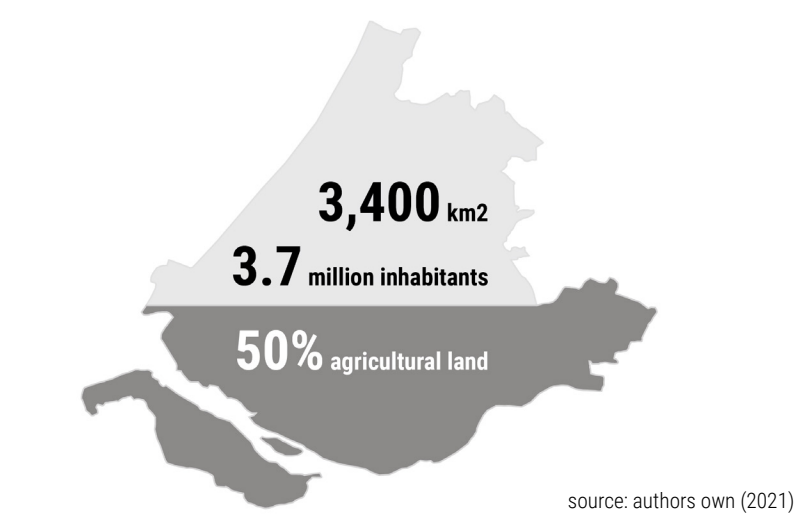 3,400 km2
3.7 million inhabitants
50% agricultural land
source: authors own (2021)